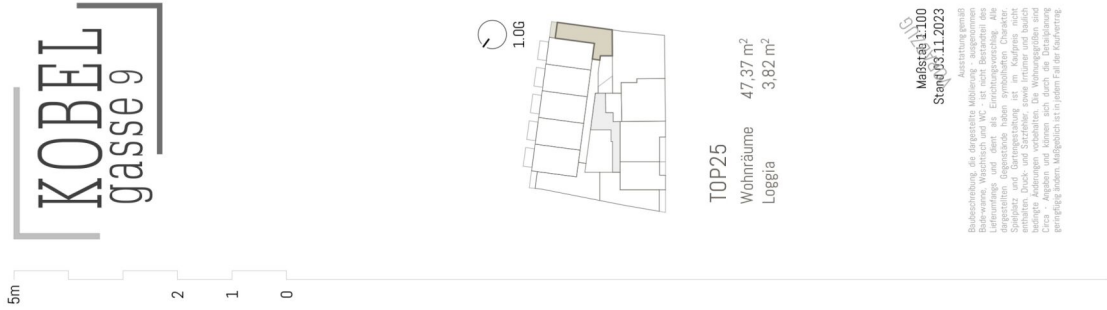 KOBEL
gasse 9
1.OG
TOP25
Wohnräume 47,37 m²
Loggia 3,82 m²
Maßstab 1:100
Stand 03.11.2023
Ausstattung gemäß
Baubeschreibung, die dargestellte Möblierung - ausgenommen
Badewanne, Waschtisch und WC - ist nicht Bestandteil des
Lieferumfangs und dient als Einrichtungsvorschlag. Alle
dargestellten Gegenstände haben symbolhaften Charakter.
Spielplatz und Gartengestaltung ist im Kaufpreis nicht
enthalten. Druck- und Satzfehler, sowie Irrtümer und baulich
bedingte Änderungen vorbehalten. Die Wohnungsgrößen sind
Circa - Angaben und können sich durch die Detailplanung
geringfügig ändern. Maßgeblich ist in jedem Fall der Kaufvertrag.
5m
2
1
0